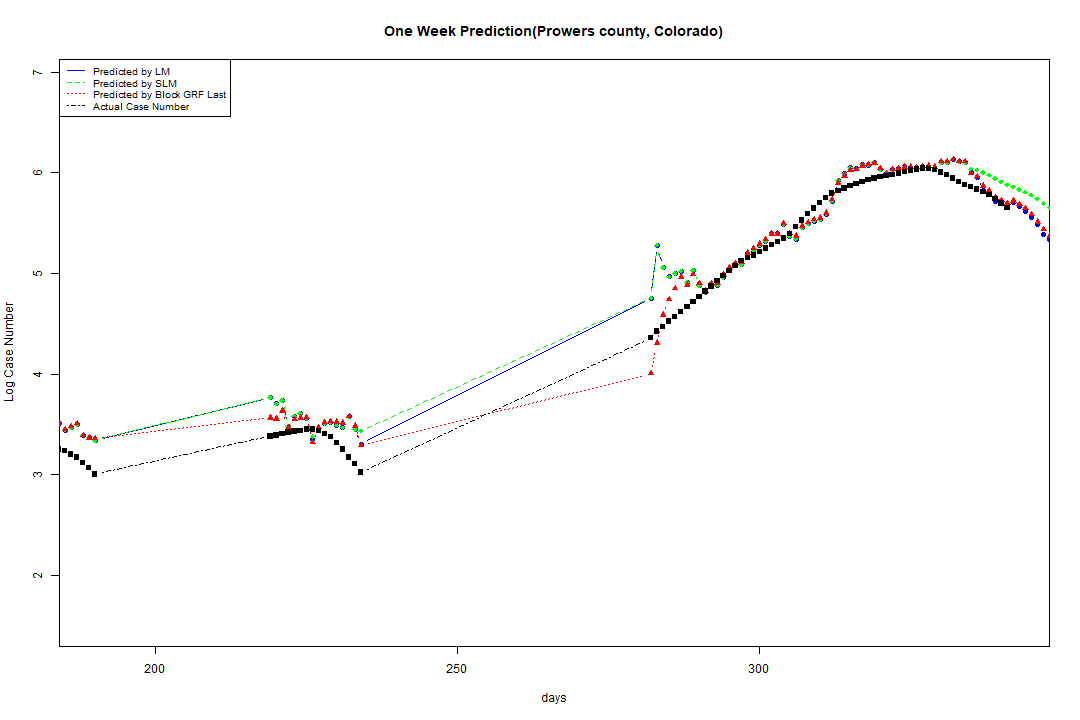 One Week Prediction(Prowers county, Colorado)
Predicted by LM
Predicted by SLM
Predicted by Block GRF Last
Actual Case Number
7
6
5
4
3
2
Log Case Number
200 250 300
days